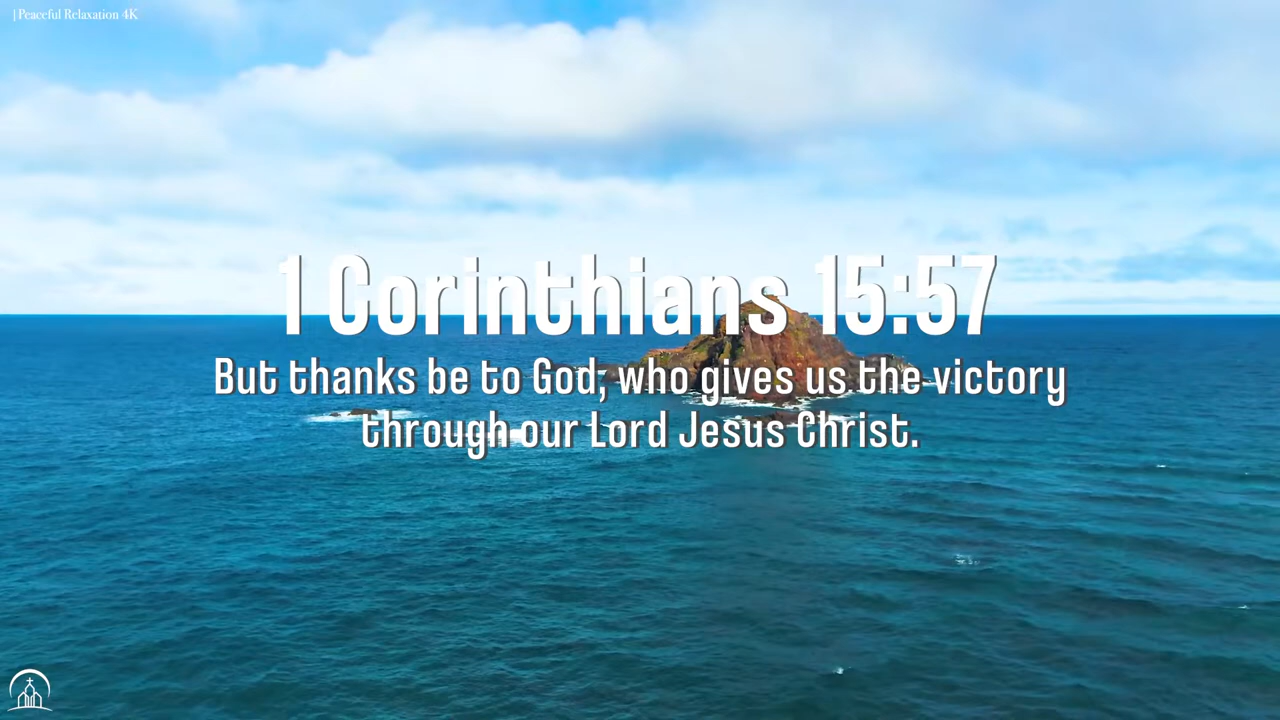 | Peaceful Relaxation 4K
1 Corinthians 15:57
But thanks be to God, who gives us the victory
through our Lord Jesus Christ.